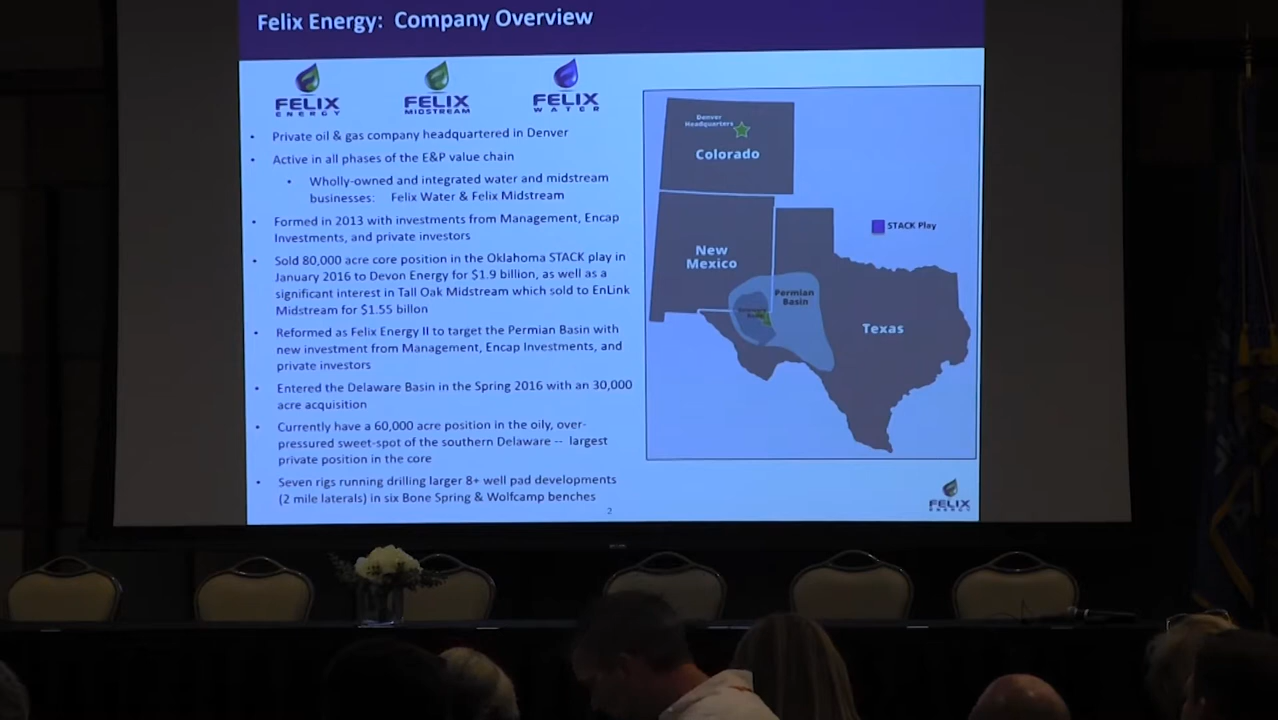 Felix Energy:  Company Overview
FELIX
ENERGY
FELIX
MIDSTREAM
FELIX
WATER
• Private oil & gas company headquartered in Denver
• Active in all phases of the E&P value chain
• Wholly-owned and integrated water and midstream
businesses:    Felix Water & Felix Midstream
• Formed in 2013 with investments from Management, Encap
Investments, and private investors
• Sold 80,000 acre core position in the Oklahoma STACK play in
January 2016 to Devon Energy for $1.9 billion, as well as a
significant interest in Tall Oak Midstream which sold to EnLink
Midstream for $1.55 billon
• Reformed as Felix Energy II to target the Permian Basin with
new investment from Management, Encap Investments, and
private investors
• Entered the Delaware Basin in the Spring 2016 with an 30,000
acre acquisition
• Currently have a 60,000 acre position in the oily, over-
pressured sweet-spot of the southern Delaware -- largest
private position in the core
• Seven rigs running drilling larger 8+ well pad developments
(2 mile laterals) in six Bone Spring & Wolfcamp benches
2
Denver
Headquarters
Colorado
New
Mexico
STACK Play
Permian
Basin
Texas
FELIX
ENERGY